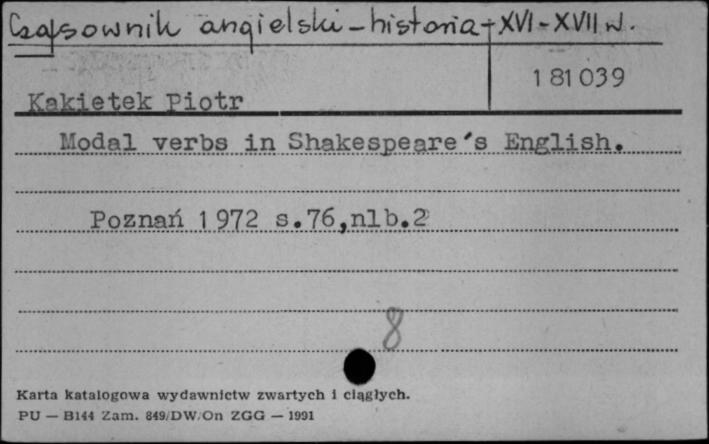 Czasownik angielski - historia - XVI - XVII w.
181039
Kakietek Piotr
Modal verbs in Shakespeare's English.
Poznań 1972 s.76,nlb.2
8
Karta katalogowa wydawnictw zwartych i ciągłych.
PU — B144 Zam. 849/DW/On ZGG — 1991